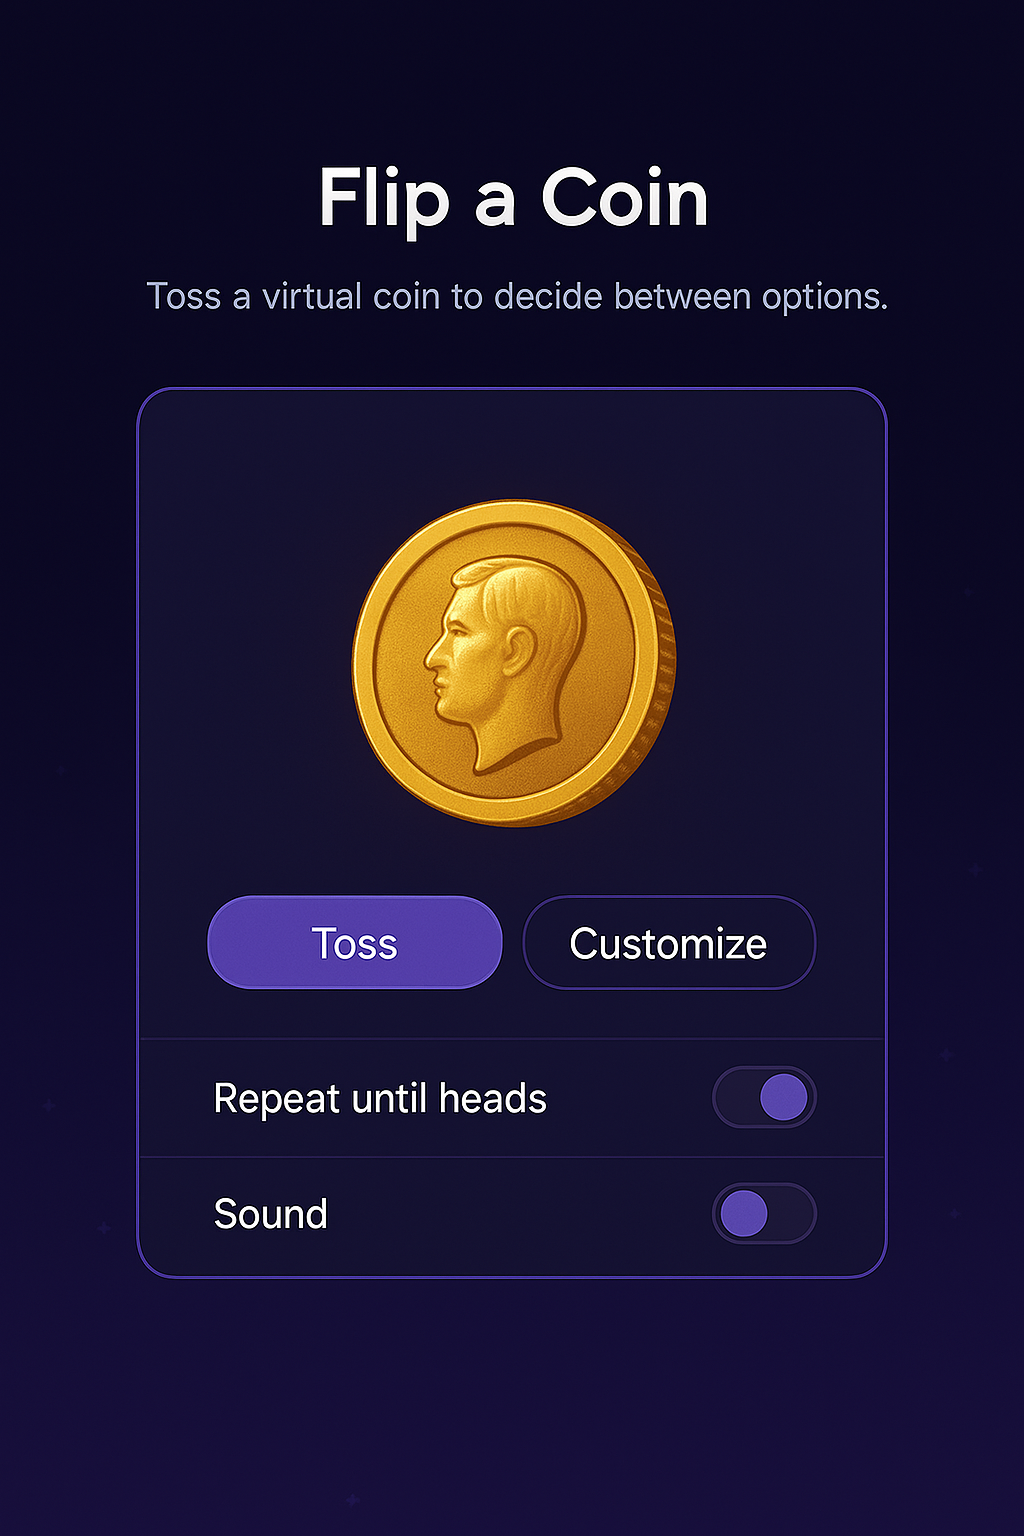 Flip a Coin
Toss a virtual coin to decide between options.
Toss
Customize
Repeat until heads
Sound